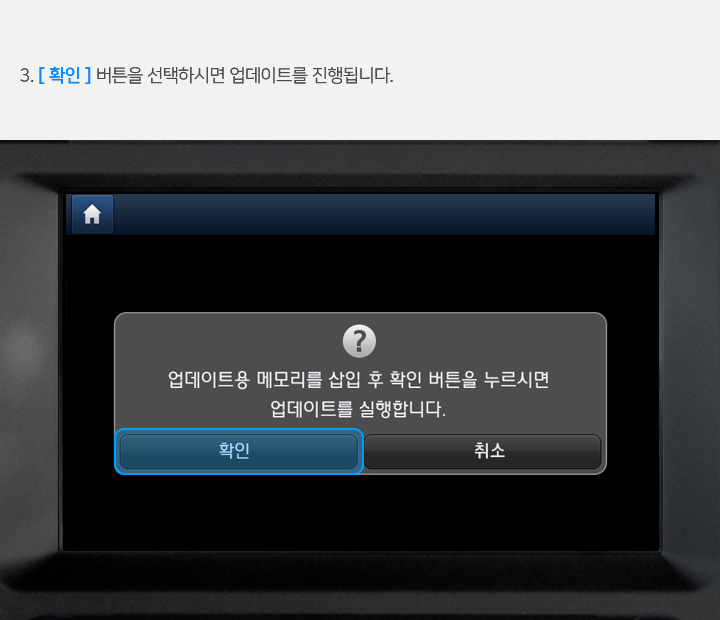 3. [ 확인 ] 버튼을 선택하시면 업데이트를 진행됩니다.
?
업데이트용 메모리를 삽입 후 확인 버튼을 누르시면
업데이트를 실행합니다.
확인
취소